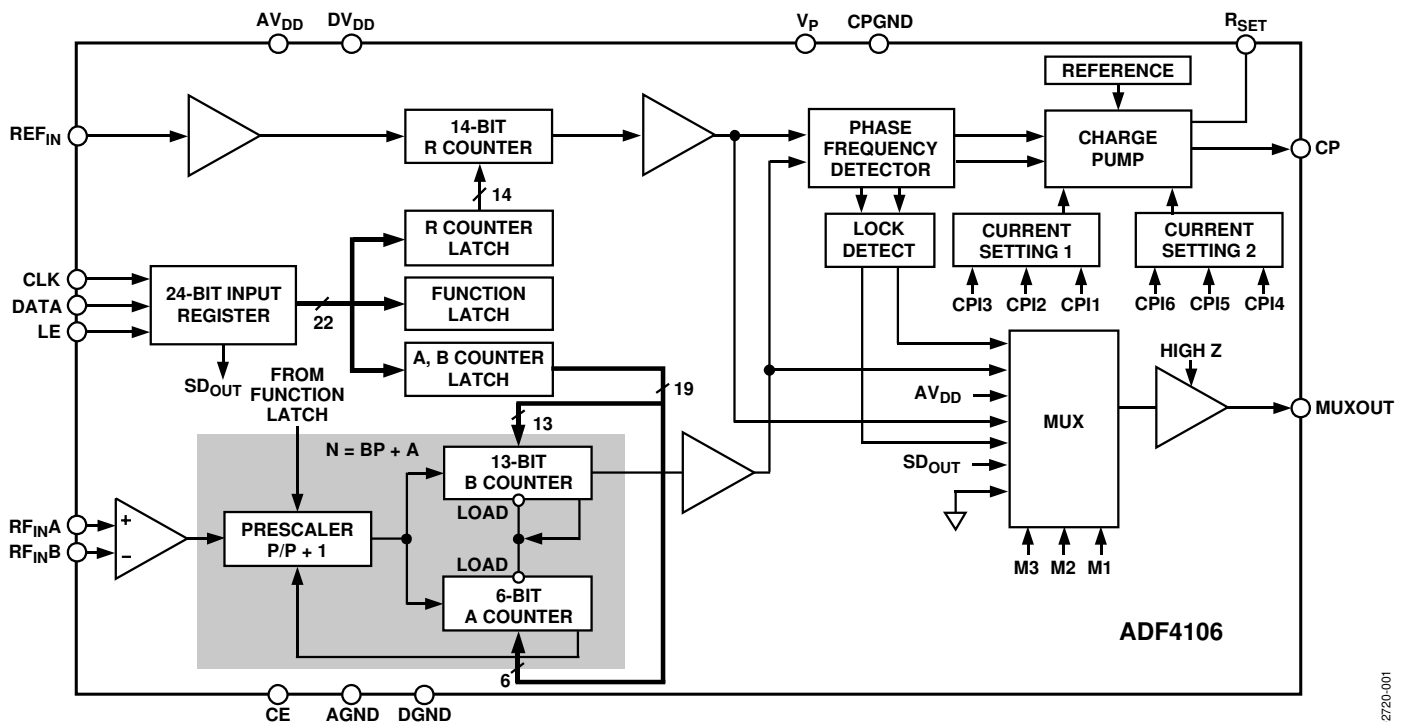 AVDD DVDD VP CPGND RSET
REFIN
14-BIT
R COUNTER
PHASE
FREQUENCY
DETECTOR
REFERENCE
CHARGE
PUMP
CP
14
R COUNTER
LATCH
LOCK
DETECT
CURRENT
SETTING 1
CURRENT
SETTING 2
CPI3 CPI2 CPI1 CPI6 CPI5 CPI4
CLK
DATA
LE
24-BIT INPUT
REGISTER
22
FUNCTION
LATCH
A, B COUNTER
LATCH
SDOUT
FROM
FUNCTION
LATCH
19
13
N = BP + A
13-BIT
B COUNTER
LOAD
RFINA
RFINB
+
−
PRESCALER
P/P + 1
LOAD
6-BIT
A COUNTER
6
AVDD
SDOUT
MUX
HIGH Z
MUXOUT
M3 M2 M1
ADF4106
CE AGND DGND
2720-001